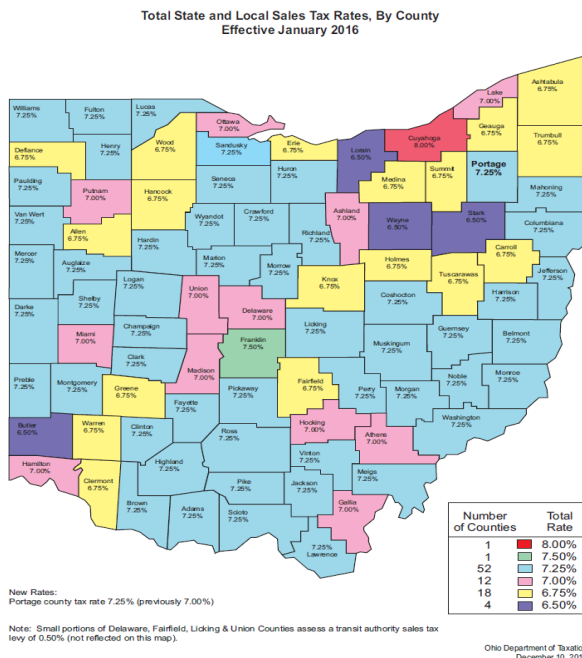 Total State and Local Sales Tax Rates, By County
Effective January 2016
Ashtabula
6.75%
Lake
7.00%
Williams
7.25%
Fulton
7.25%
Lucas
7.25%
Ottawa
7.00%
Cuyahoga
8.00%
Geauga
6.75%
Trumbull
6.75%
Defiance
6.75%
Henry
7.25%
Wood
6.75%
Sandusky
7.25%
Erie
6.75%
Lorain
6.50%
Portage
7.25%
Paulding
7.25%
Putnam
7.00%
Hancock
6.75%
Seneca
7.25%
Huron
7.25%
Medina
6.75%
Summit
6.75%
Mahoning
7.25%
Van Wert
7.25%
Allen
6.75%
Wyandot
7.25%
Crawford
7.25%
Richland
7.25%
Ashland
7.00%
Wayne
6.50%
Stark
6.50%
Columbiana
7.25%
Mercer
7.25%
Auglaize
7.25%
Hardin
7.25%
Marion
7.25%
Morrow
7.25%
Holmes
6.75%
Tuscarawas
6.75%
Carroll
6.75%
Jefferson
7.25%
Darke
7.25%
Shelby
7.25%
Logan
7.25%
Union
7.00%
Delaware
7.00%
Knox
6.75%
Coshocton
7.25%
Harrison
7.25%
Miami
7.00%
Champaign
7.25%
Clark
7.25%
Madison
7.00%
Franklin
7.50%
Licking
7.25%
Muskingum
7.25%
Guernsey
7.25%
Belmont
7.25%
Preble
7.25%
Montgomery
7.25%
Greene
6.75%
Fayette
7.25%
Pickaway
7.25%
Fairfield
6.75%
Perry
7.25%
Morgan
7.25%
Noble
7.25%
Monroe
7.25%
Butler
6.50%
Warren
6.75%
Clinton
7.25%
Ross
7.25%
Hocking
7.00%
Athens
7.00%
Washington
7.25%
Hamilton
7.00%
Clermont
6.75%
Highland
7.25%
Vinton
7.25%
Meigs
7.25%
Brown
7.25%
Adams
7.25%
Pike
7.25%
Scioto
7.25%
Jackson
7.25%
Gallia
7.00%
7.25%
Lawrence
Number of Counties Total Rate
1 8.00%
1 7.50%
52 7.25%
12 7.00%
18 6.75%
4 6.50%
New Rates:
Portage county tax rate 7.25% (previously 7.00%)
Note: Small portions of Delaware, Fairfield, Licking & Union Counties assess a transit authority sales tax
levy of 0.50% (not reflected on this map).
Ohio Department of Taxatio
December 10, 201